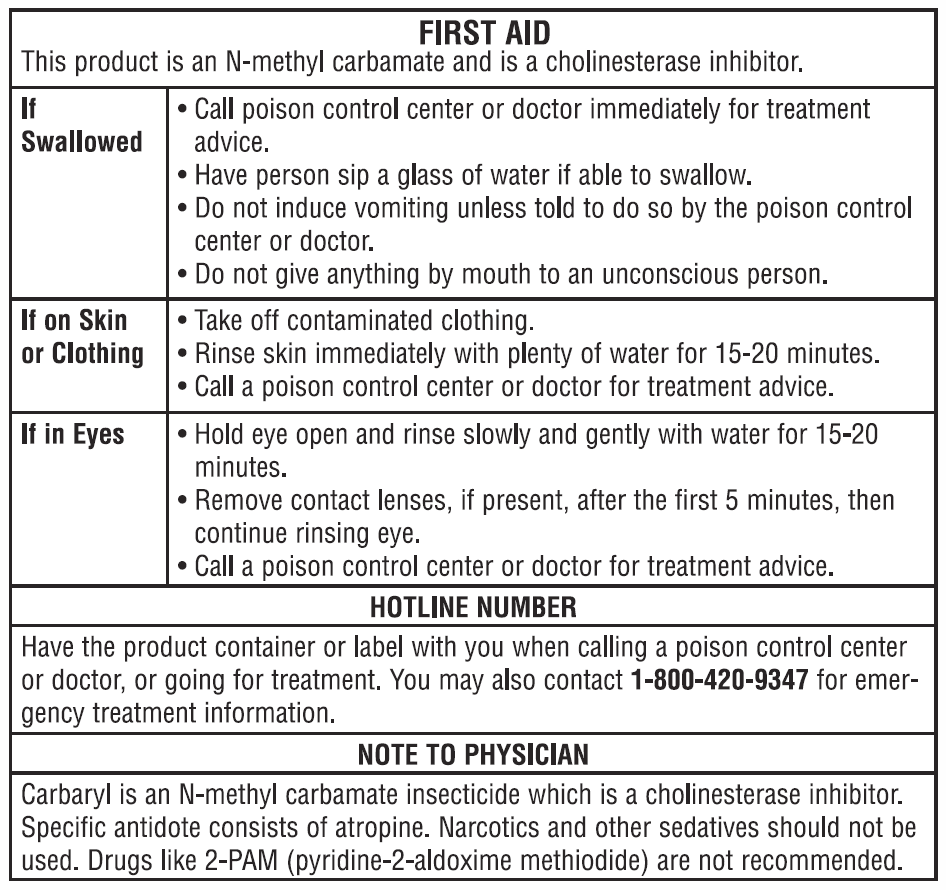 FIRST AID
This product is an N-methyl carbamate and is a cholinesterase inhibitor.
If
Swallowed
• Call poison control center or doctor immediately for treatment
advice.
• Have person sip a glass of water if able to swallow.
• Do not induce vomiting unless told to do so by the poison control
center or doctor.
• Do not give anything by mouth to an unconscious person.
If on Skin
or Clothing
• Take off contaminated clothing.
• Rinse skin immediately with plenty of water for 15-20 minutes.
• Call a poison control center or doctor for treatment advice.
If in Eyes
• Hold eye open and rinse slowly and gently with water for 15-20
minutes.
• Remove contact lenses, if present, after the first 5 minutes, then
continue rinsing eye.
• Call a poison control center or doctor for treatment advice.
HOTLINE NUMBER
Have the product container or label with you when calling a poison control center
or doctor, or going for treatment. You may also contact 1-800-420-9347 for emer-
gency treatment information.
NOTE TO PHYSICIAN
Carbaryl is an N-methyl carbamate insecticide which is a cholinesterase inhibitor.
Specific antidote consists of atropine. Narcotics and other sedatives should not be
used. Drugs like 2-PAM (pyridine-2-aldoxime methiodide) are not recommended.